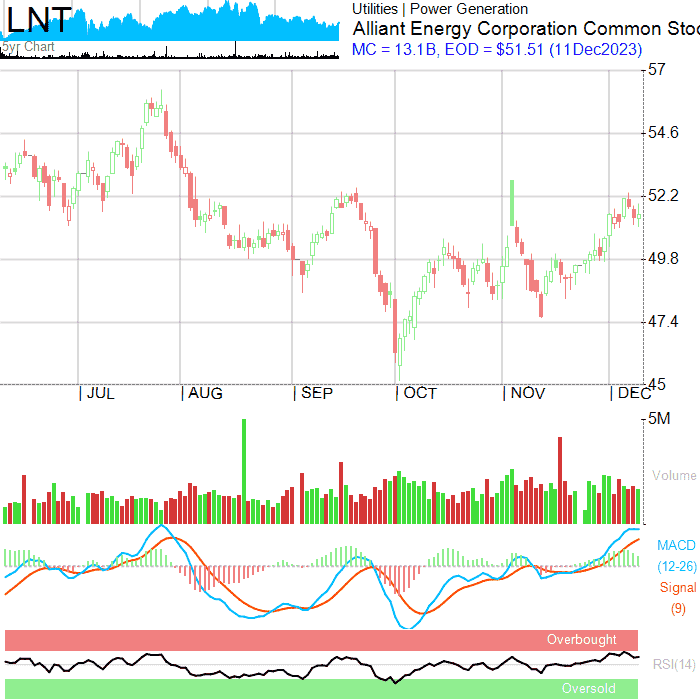 LNT
5yr Chart
Utilities | Power Generation
Alliant Energy Corporation Common Stoc
MC = 13.1B, EOD = $51.51 (11Dec2023)
57
54.6
52.2
49.8
47.4
45
| JUL
| AUG
| SEP
| OCT
| NOV
| DEC
5M
Volume
MACD
(12-26)
Signal
(9)
Overbought
RSI(14)
Oversold